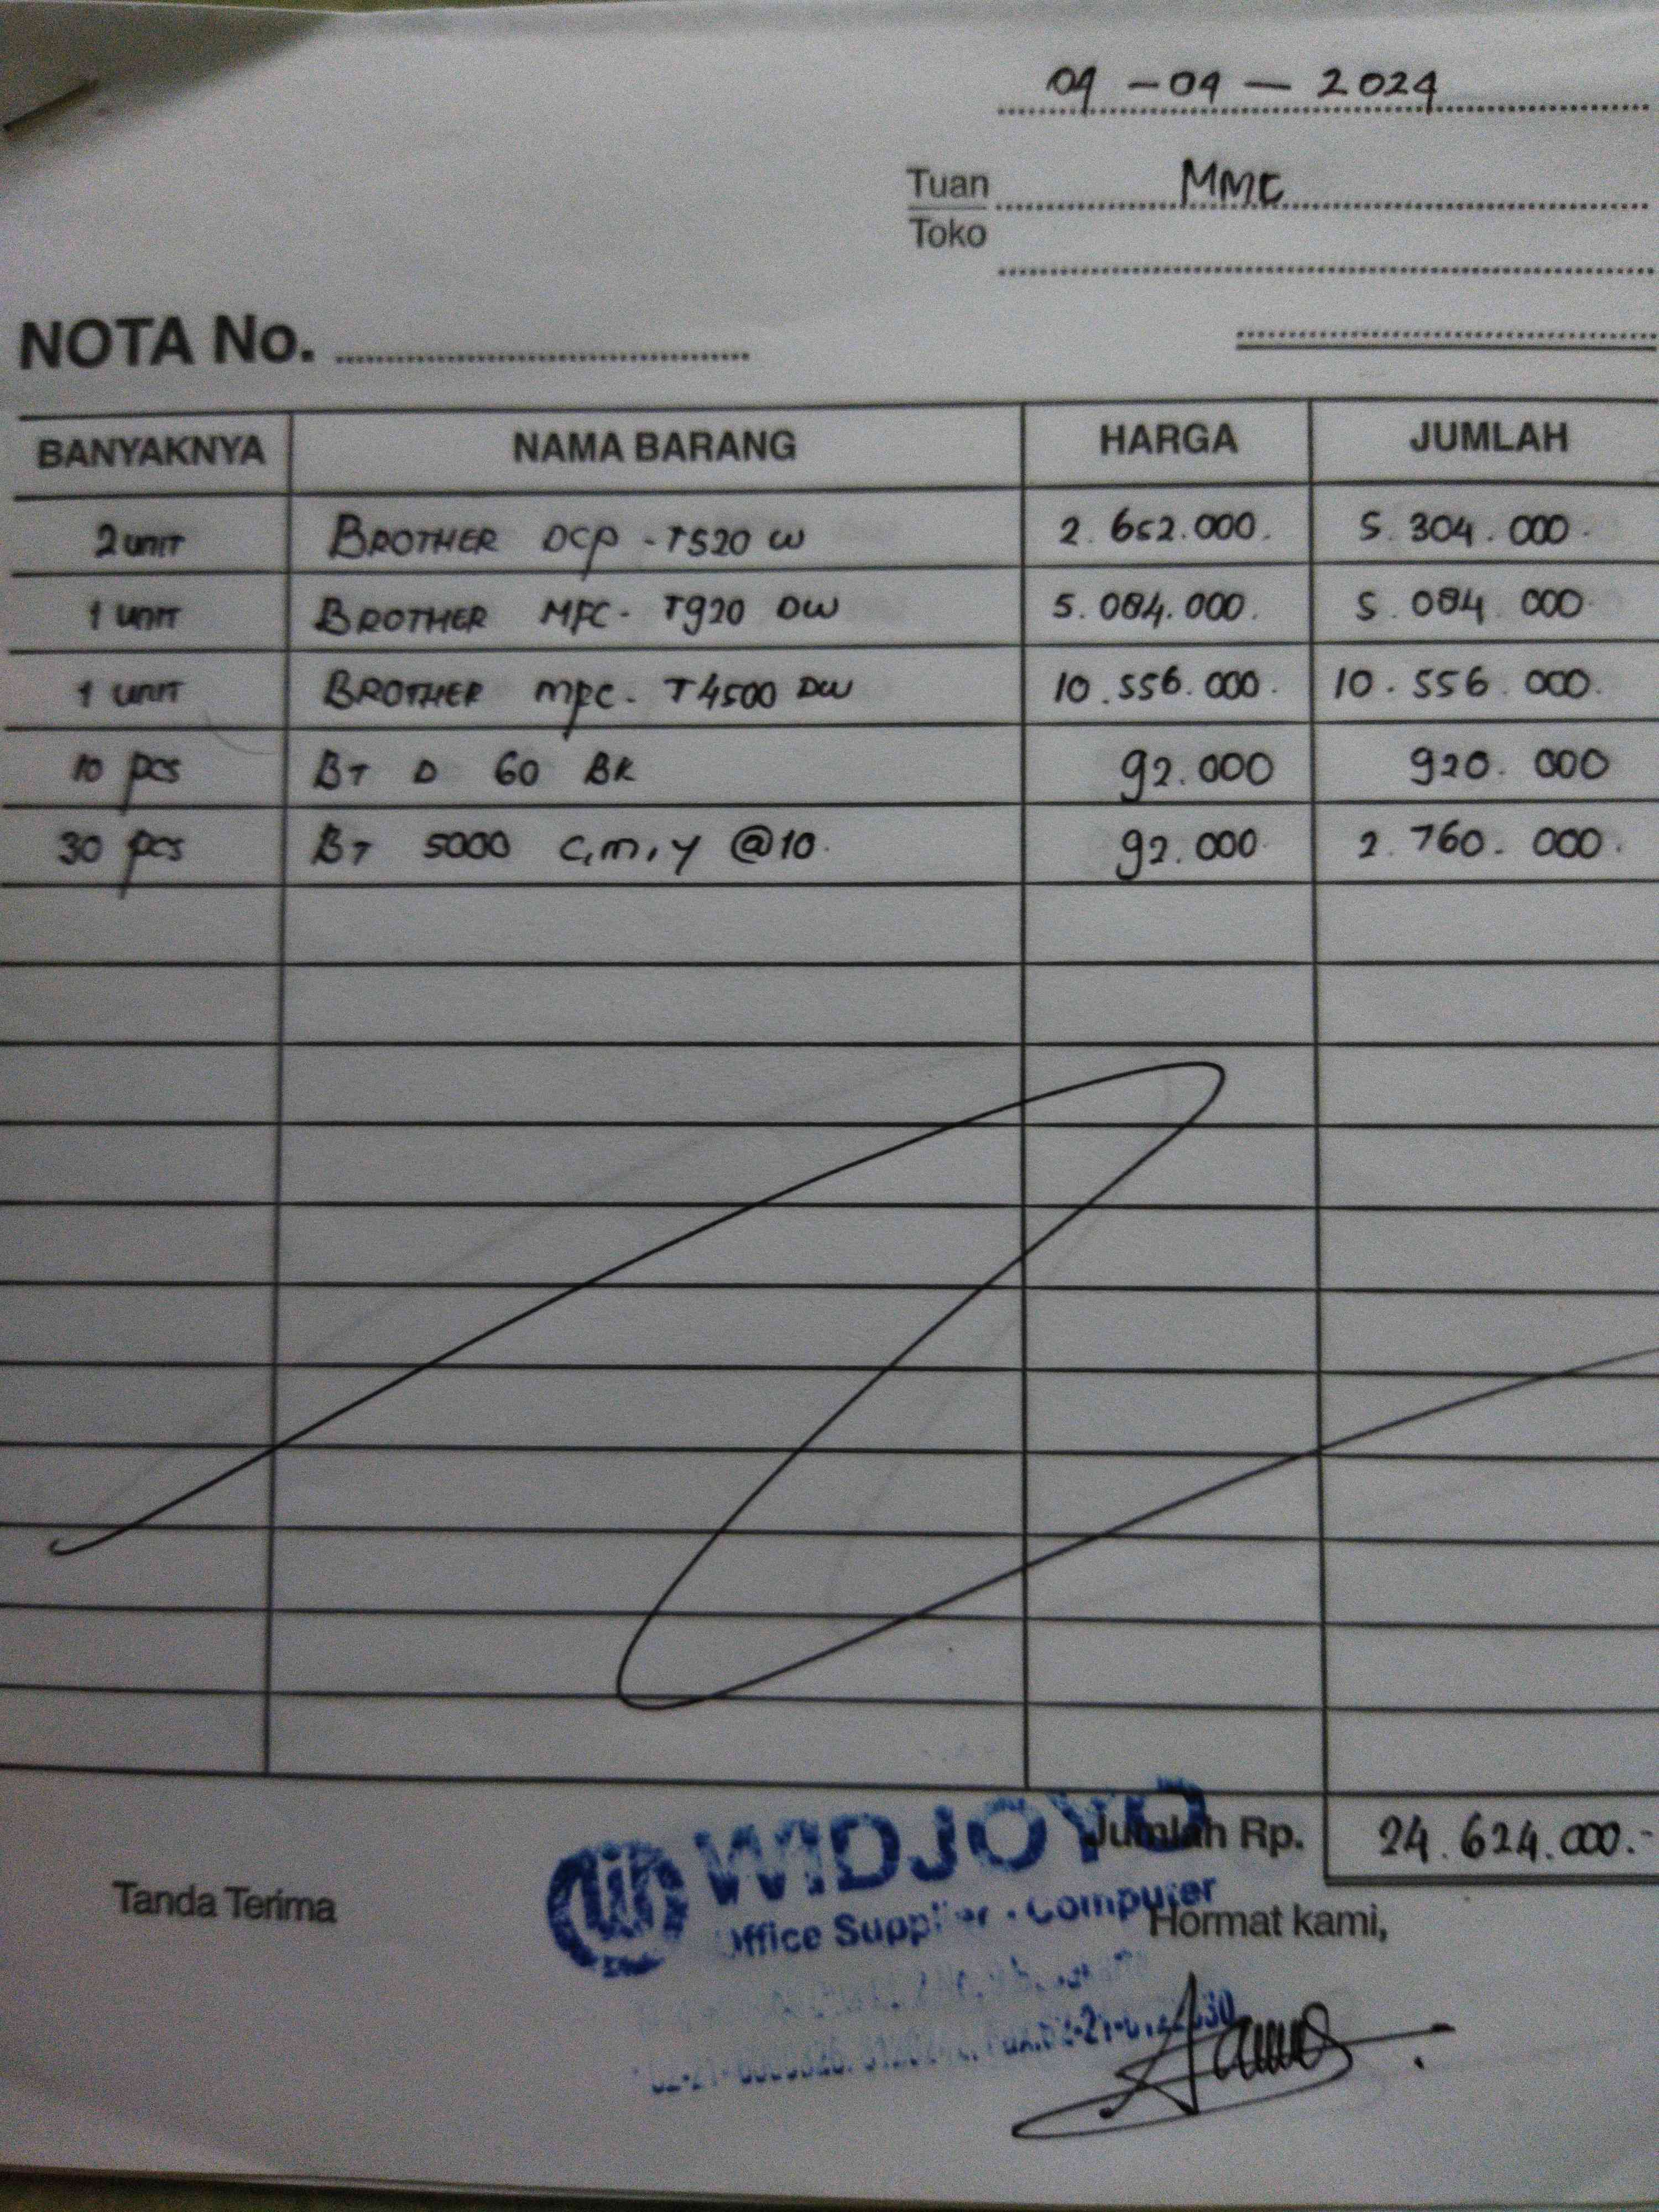 04 - 04 - 2024
Tuan MMC
Toko
NOTA No.
BANYAKNYA NAMA BARANG HARGA JUMLAH
2 unit BROTHER DCP - T520 W 2.652.000. 5.304.000.
1 unit BROTHER MFC - T920 DW 5.084.000. 5.084.000
1 unit BROTHER MFC - T4500 DW 10.556.000. 10.556.000.
10 pcs BT D 60 BK 92.000 920.000
30 pcs BT 5000 C,M,Y @10. 92.000 2.760.000.
Jumlah Rp. 24.624.000.-
WIDJOYO
Office Supplier - Computer
Tanda Terima Hormat kami,